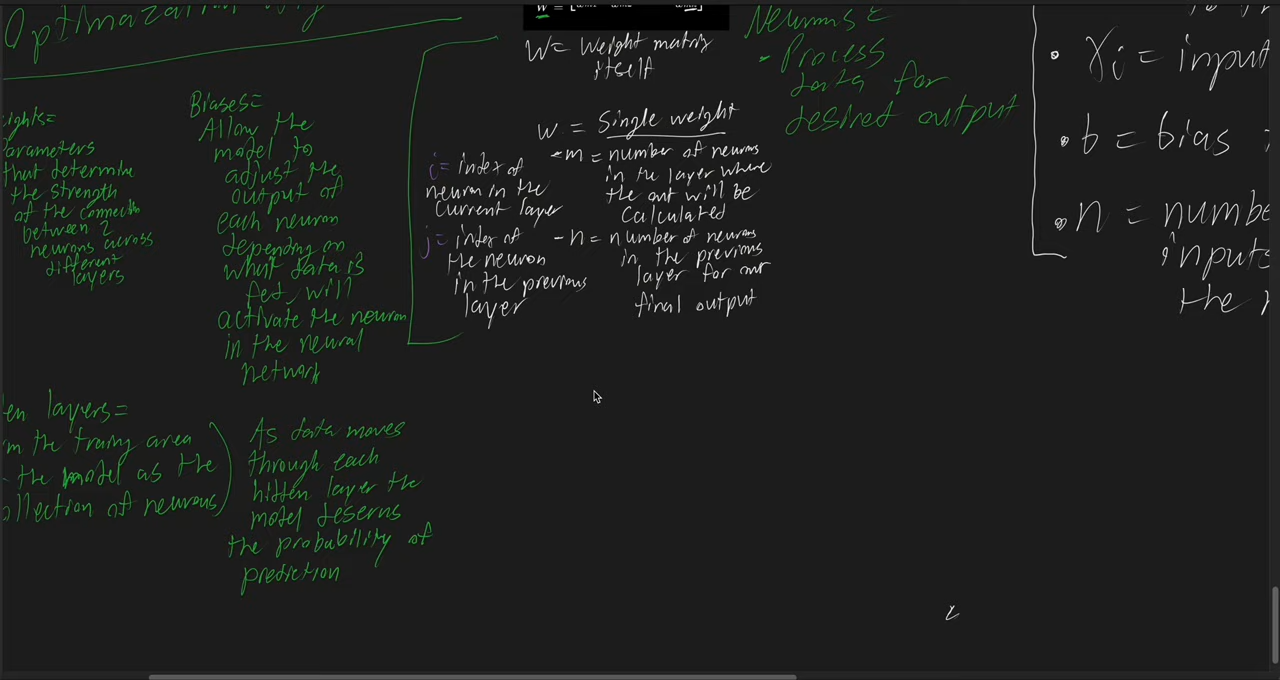 Optimazation
W = Weight matrix
itself
w = Single weight
- m = number of neurons
in the layer where
the out will be
Calculated
- n = number of neurons
in the previous
layer for our
final output
i = index of
neuron in the
Current layer
j = index of
the neuron
in the previous
layer
Neurons =
- Process
data for
desired output
• Xi = input
• b = bias =
• n = numbe
inputs
the
ights =
Parameters
that determine
the strength
of the connection
between 2
neurons across
different
layers
Biases =
Allow the
model to
adjust the
output of
each neuron
depending on
what data is
fed, will
activate the neuron
in the neural
network
en layers =
rm the traing area
the model as the
ollection of neurons
As data moves
through each
hidden layer the
model
the probability of
prediction